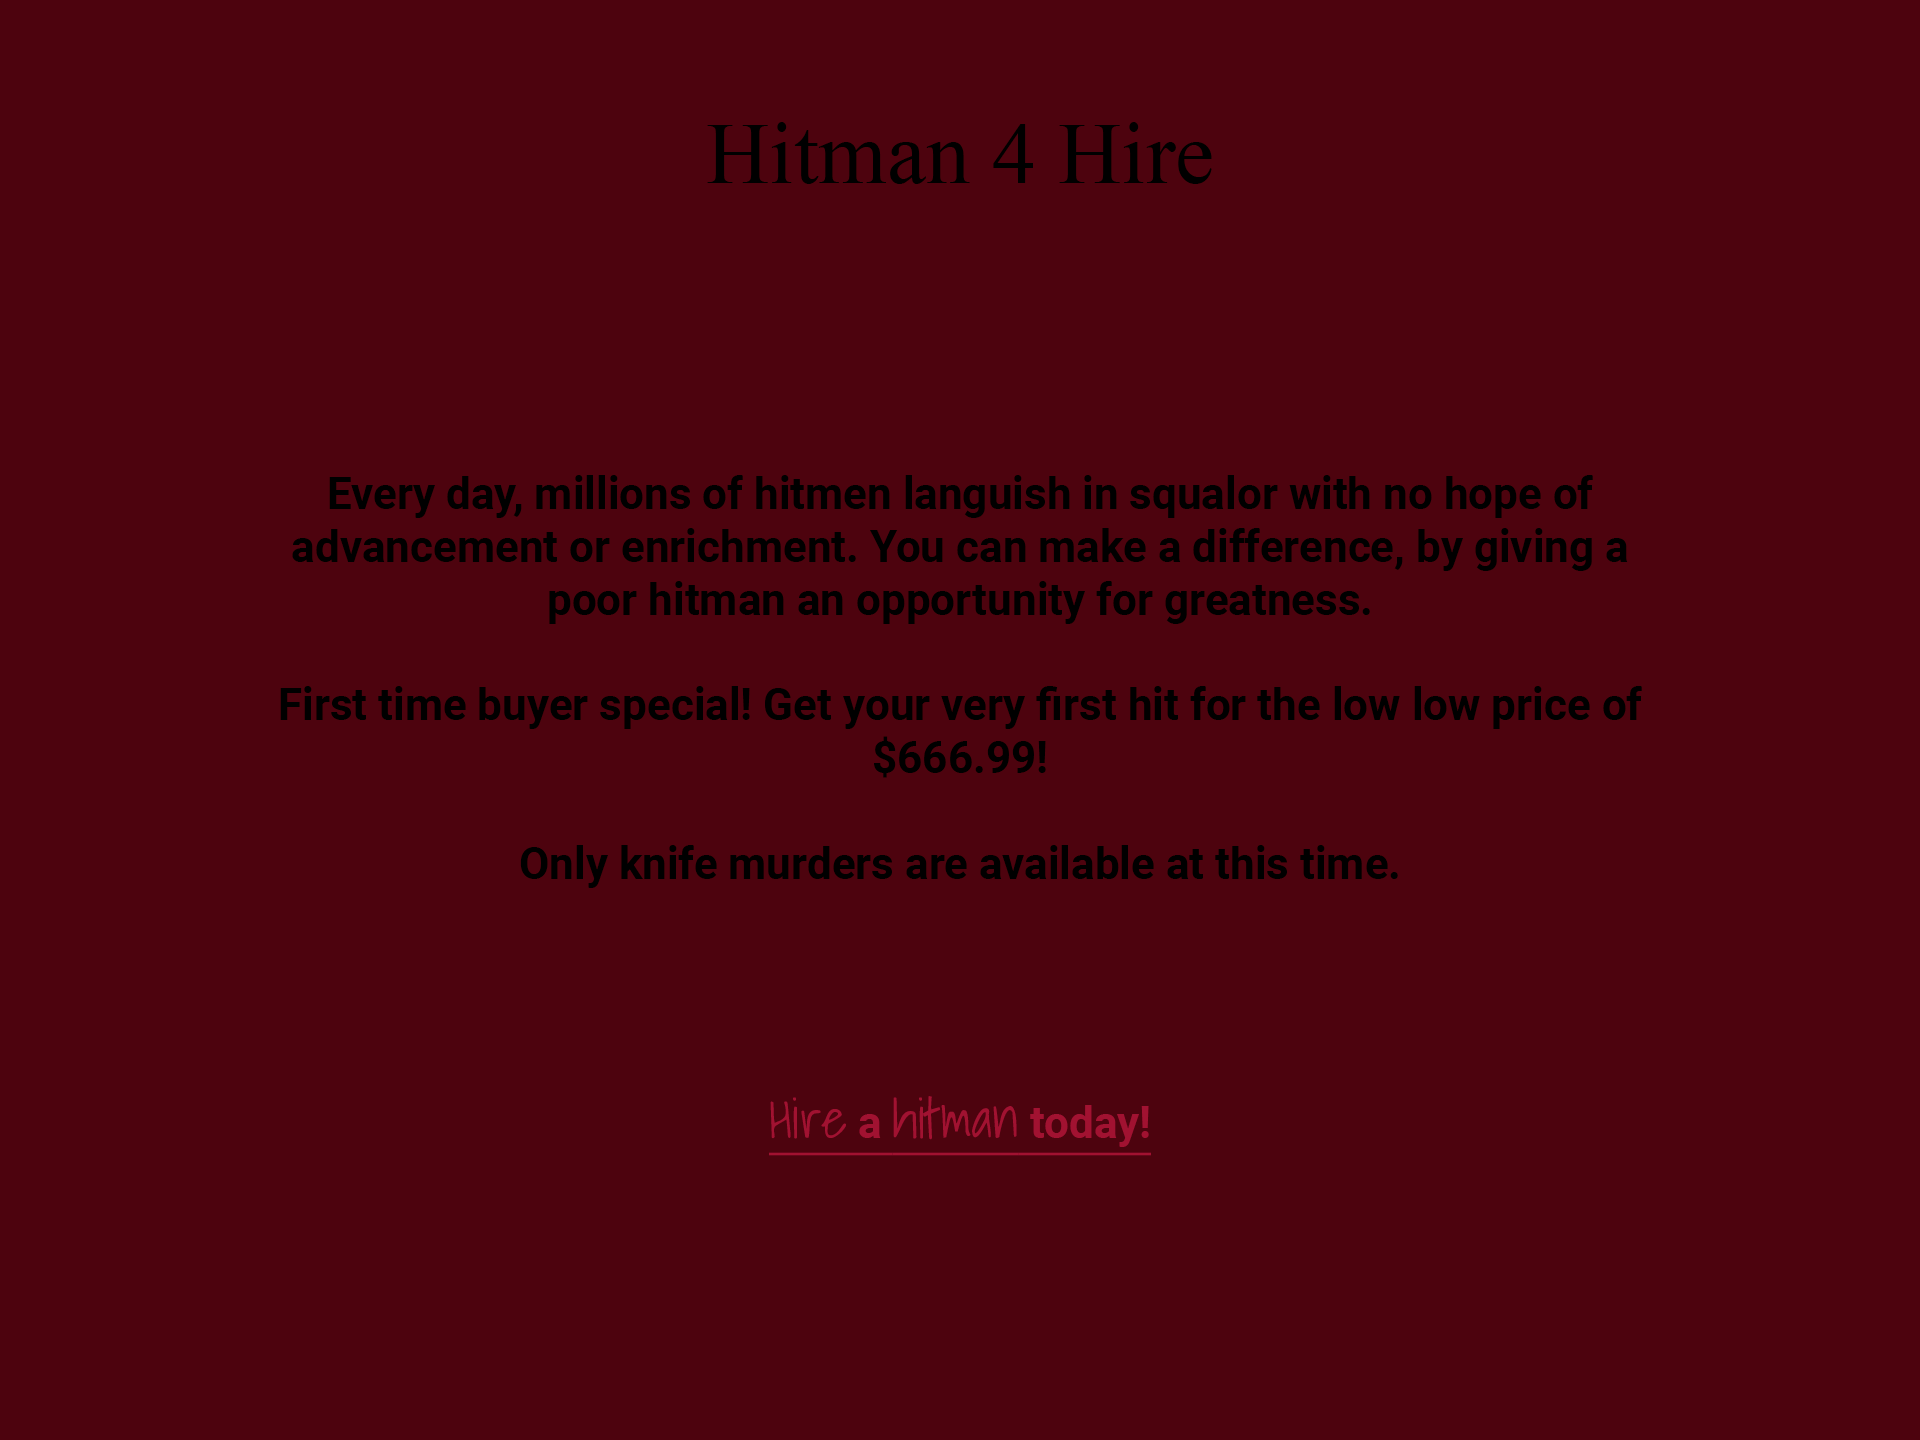 Hitman 4 Hire
Every day, millions of hitmen languish in squalor with no hope of
advancement or enrichment. You can make a difference, by giving a
poor hitman an opportunity for greatness.
First time buyer special! Get your very first hit for the low low price of
$666.99!
Only knife murders are available at this time.
Hire a hitman today!